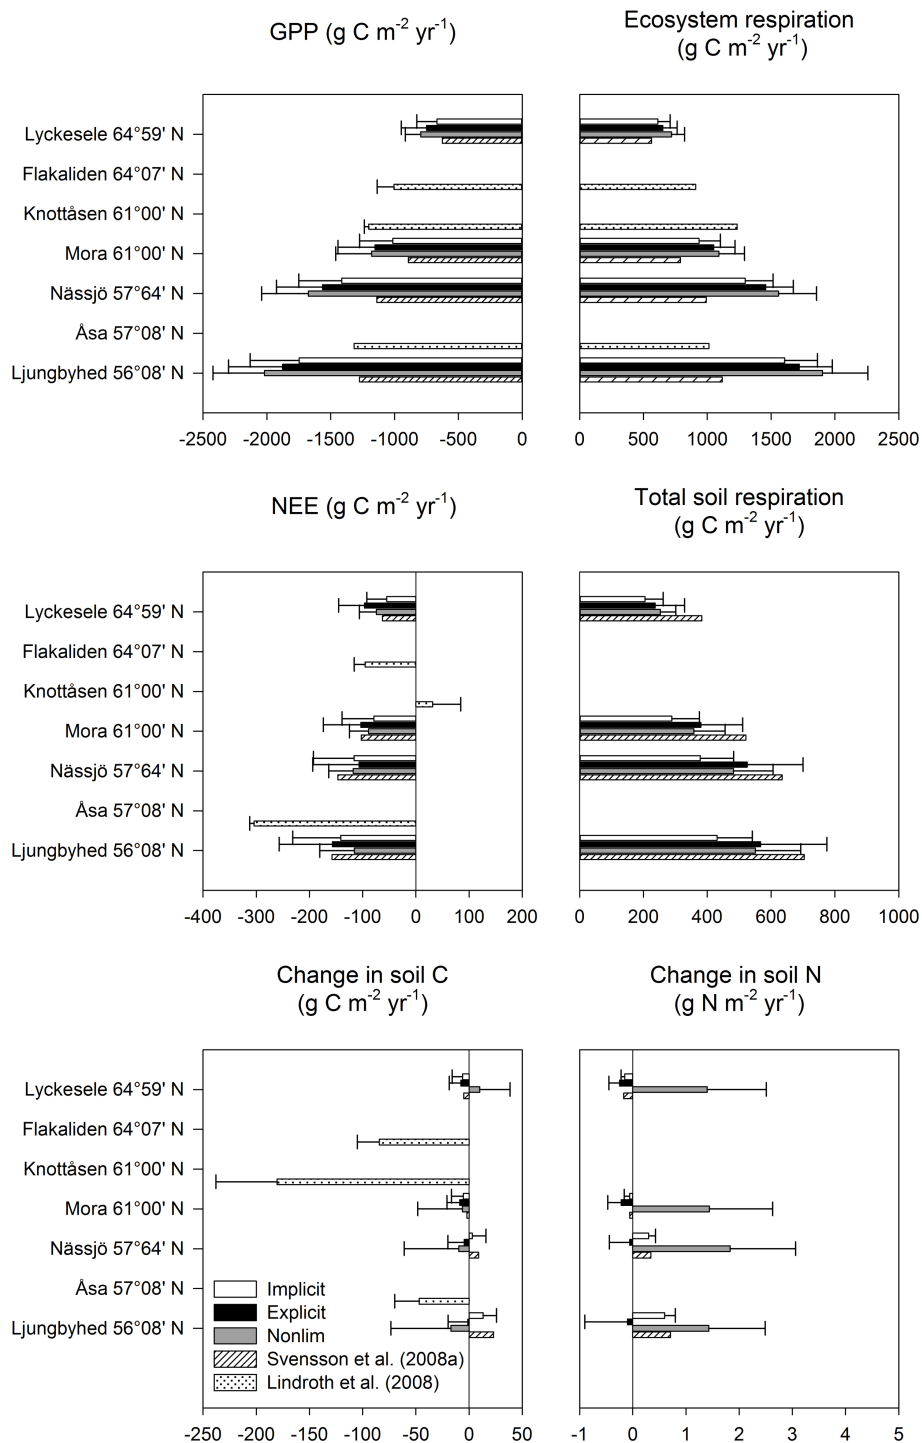 GPP (g C m-2 yr-1)
Ecosystem respiration
(g C m-2 yr-1)
Lyckesele 64°59' N
Flakaliden 64°07' N
Knottåsen 61°00' N
Mora 61°00' N
Nässjö 57°64' N
Åsa 57°08' N
Ljungbyhed 56°08' N
-2500 -2000 -1500 -1000 -500 0
0 500 1000 1500 2000 2500
NEE (g C m-2 yr-1)
Total soil respiration
(g C m-2 yr-1)
Lyckesele 64°59' N
Flakaliden 64°07' N
Knottåsen 61°00' N
Mora 61°00' N
Nässjö 57°64' N
Åsa 57°08' N
Ljungbyhed 56°08' N
-400 -300 -200 -100 0 100 200
0 200 400 600 800 1000
Change in soil C
(g C m-2 yr-1)
Change in soil N
(g N m-2 yr-1)
Lyckesele 64°59' N
Flakaliden 64°07' N
Knottåsen 61°00' N
Mora 61°00' N
Nässjö 57°64' N
Åsa 57°08' N
Ljungbyhed 56°08' N
Implicit
Explicit
Nonlim
Svensson et al. (2008a)
Lindroth et al. (2008)
-250 -200 -150 -100 -50 0 50
-1 0 1 2 3 4 5